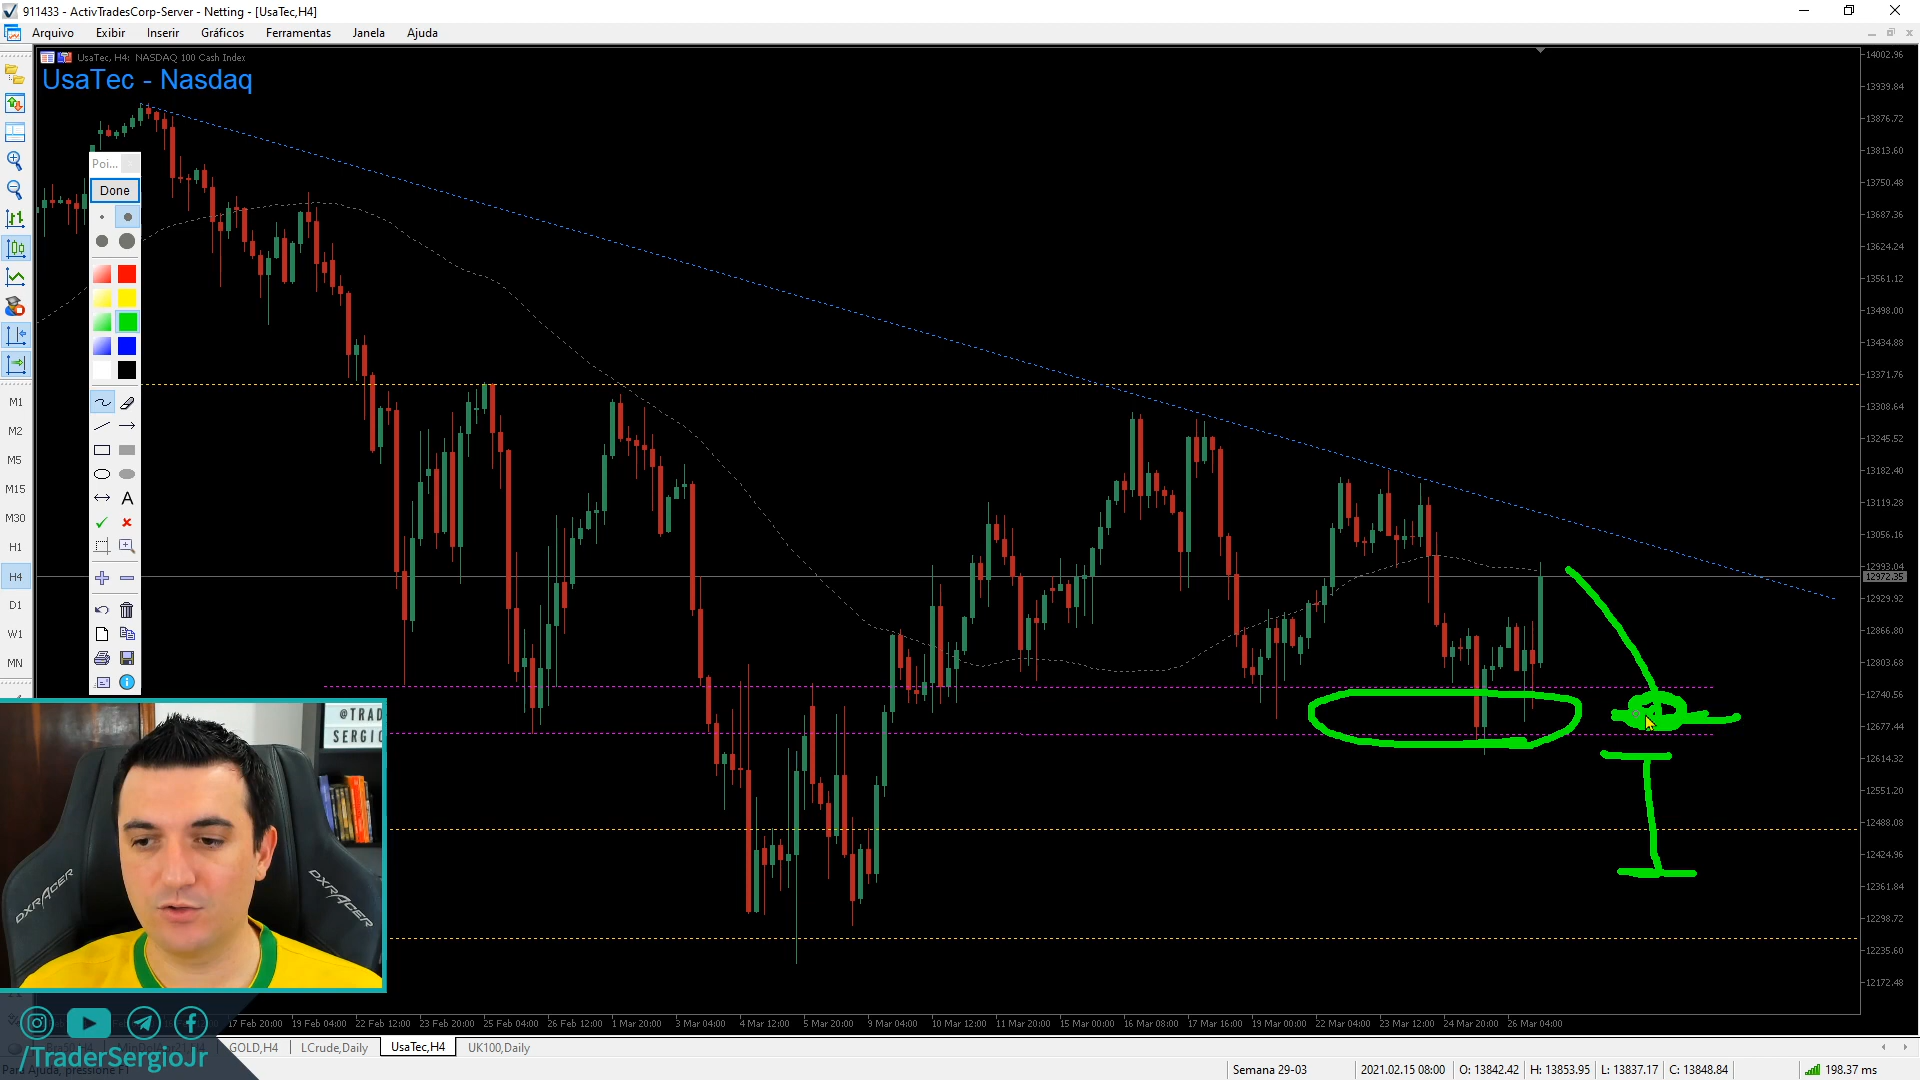 911433 - ActivTradesCorp-Server - Netting - [UsaTec,H4]
Arquivo Exibir Inserir Gráficos Ferramentas Janela Ajuda
UsaTec, H4: NASDAQ 100 Cash Index
UsaTec - Nasdaq
14002.96
13939.84
13876.72
13813.60
13750.48
13687.36
13624.24
13561.12
13498.00
13434.88
13371.76
13308.64
13245.52
13182.40
13119.28
13056.16
12993.04
12972.35
12929.92
12866.80
12803.68
12740.56
12677.44
12614.32
12551.20
12488.08
12424.96
12361.84
12298.72
12235.60
12172.48
Poi...
Done
A
M1
M2
M5
M15
M30
H1
H4
D1
W1
MN
@TRAD
SERGIO
DXRACER
DXRACER
17 Feb 20:00 19 Feb 04:00 22 Feb 12:00 23 Feb 20:00 25 Feb 04:00 26 Feb 12:00 1 Mar 20:00 3 Mar 04:00 4 Mar 12:00 5 Mar 20:00 9 Mar 04:00 10 Mar 12:00 11 Mar 20:00 15 Mar 00:00 16 Mar 08:00 17 Mar 16:00 19 Mar 00:00 22 Mar 04:00 23 Mar 12:00 24 Mar 20:00 26 Mar 04:00
GOLD,H4 LCrude,Daily UsaTec,H4 UK100,Daily
/TraderSergioJr
Para Ajuda, pressione F1
Semana 29-03 2021.02.15 08:00 O: 13842.42 H: 13853.95 L: 13837.17 C: 13848.84 198.37 ms